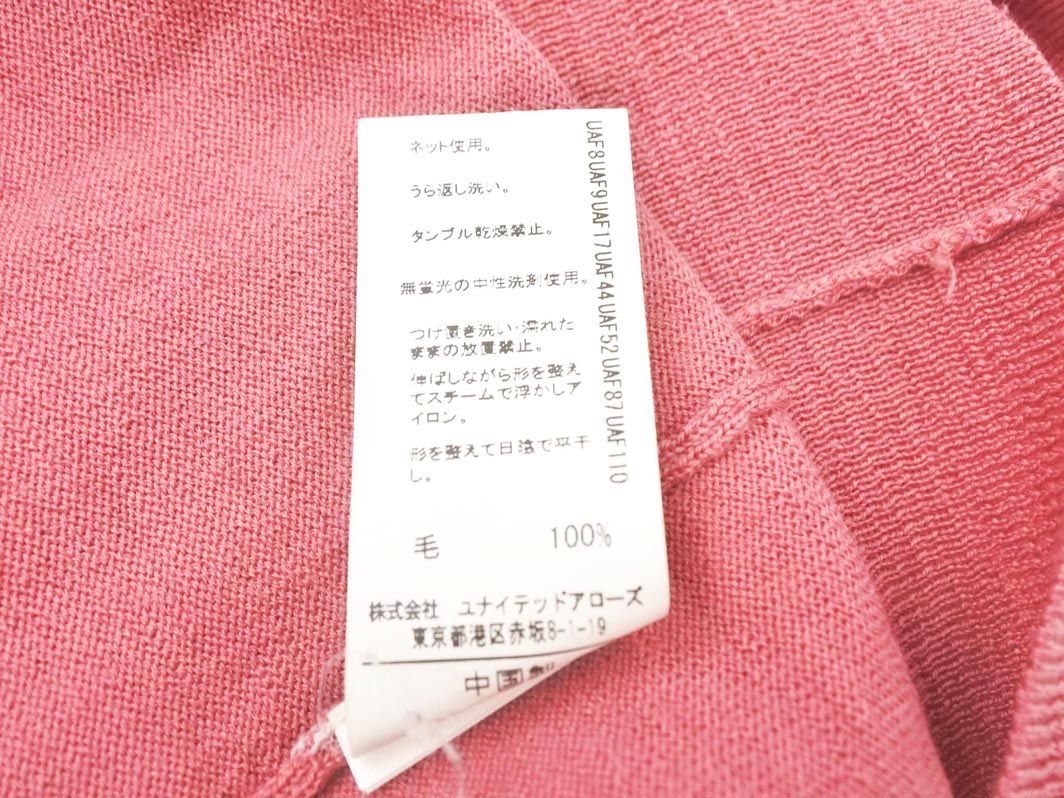 ネット使用。
うら返し洗い。
タンブル乾燥禁止。
無蛍光の中性洗剤使用。
つけ置き洗い・濡れた
ままの放置禁止。
伸ばしながら形を整え
てスチームで浮かしア
イロン。
形を整えて日陰で平干
し。
毛 100%
株式会社 ユナイテッドアローズ
東京都港区赤坂8-1-19
中国製
UAF8UAF9UAF17UAF44UAF52UAF87UAF110